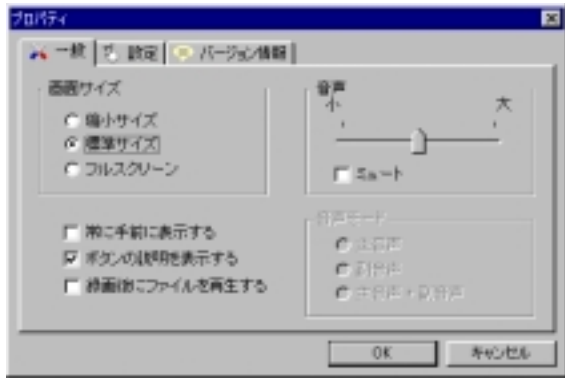 プロパティ
一般
設定
バージョン情報
画面サイズ
縮小サイズ
標準サイズ
フルスクリーン
音声
小 大
ミュート
常に手前に表示する
ボタンの説明を表示する
録画後にファイルを再生する
音声モード
主音声
副音声
主音声+副音声
OK
キャンセル